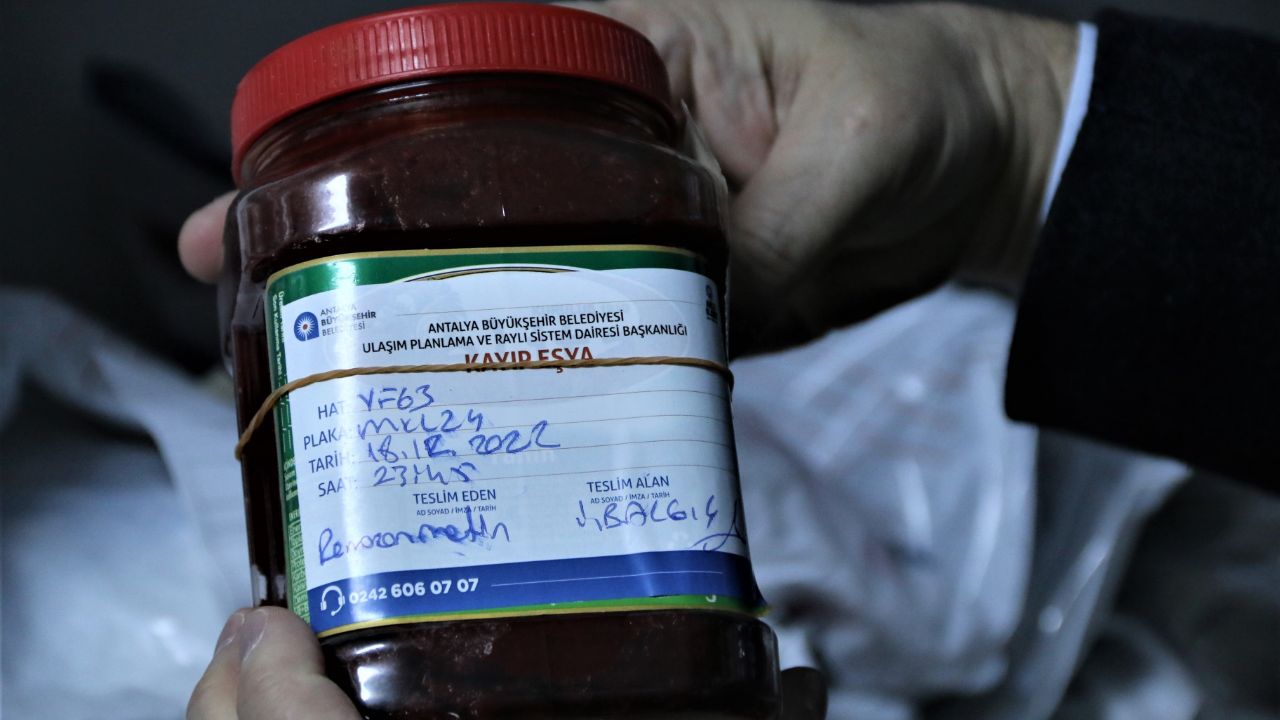 ANTALYA
BÜYÜKŞEHİR
BELEDİYESİ
ANTALYA BÜYÜKŞEHİR BELEDİYESİ
ULAŞIM PLANLAMA VE RAYLI SİSTEM DAİRESİ BAŞKANLIĞI
KAYIP EŞYA
HAT: VF63
PLAKA:
TARİH: 18.12.2022
SAAT: 23:45
TESLİM EDEN
AD SOYAD / İMZA / TARİH
TESLİM ALAN
AD SOYAD / İMZA / TARİH
0242 606 07 07